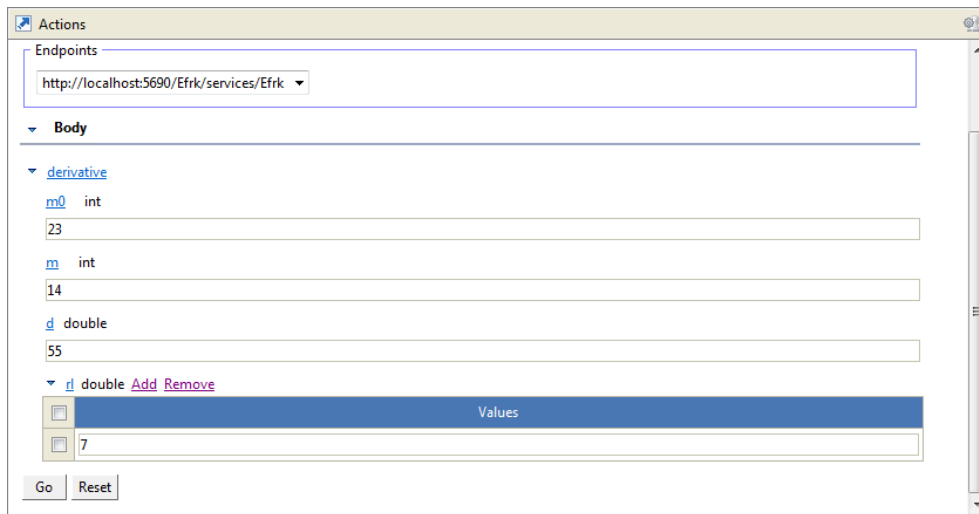 Actions
Endpoints
http://localhost:5690/Efrk/services/Efrk
Body
derivative
m0 int
23
m int
14
d double
55
rl double Add Remove
Values
7
Go Reset